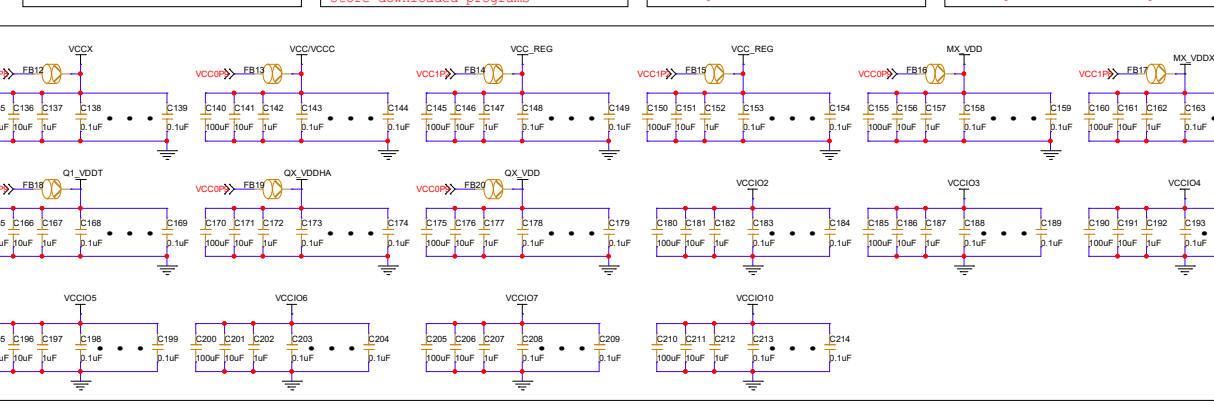 VCCX
VCC/VCCC
VCC_REG
VCC_REG
MX_VDD
MX_VDDX
FB12
VCC0P
FB13
VCC1P
FB14
VCC1P
FB15
VCC0P
FB16
VCC1P
FB17
C136 C137 C138 C139
10uF 1uF 0.1uF 0.1uF
C140 C141 C142 C143 C144
100uF 10uF 1uF 0.1uF 0.1uF
C145 C146 C147 C148 C149
100uF 10uF 1uF 0.1uF 0.1uF
C150 C151 C152 C153 C154
100uF 10uF 1uF 0.1uF 0.1uF
C155 C156 C157 C158 C159
100uF 10uF 1uF 0.1uF 0.1uF
C160 C161 C162 C163
100uF 10uF 1uF 0.1uF
Q1_VDDT
QX_VDDHA
QX_VDD
VCCIO2
VCCIO3
VCCIO4
FB18
VCC0P
FB19
VCC0P
FB20
C166 C167 C168 C169
10uF 1uF 0.1uF 0.1uF
C170 C171 C172 C173 C174
100uF 10uF 1uF 0.1uF 0.1uF
C175 C176 C177 C178 C179
100uF 10uF 1uF 0.1uF 0.1uF
C180 C181 C182 C183 C184
100uF 10uF 1uF 0.1uF 0.1uF
C185 C186 C187 C188 C189
100uF 10uF 1uF 0.1uF 0.1uF
C190 C191 C192 C193
100uF 10uF 1uF 0.1uF
VCCIO5
VCCIO6
VCCIO7
VCCIO10
C196 C197 C198 C199
10uF 1uF 0.1uF 0.1uF
C200 C201 C202 C203 C204
100uF 10uF 1uF 0.1uF 0.1uF
C205 C206 C207 C208 C209
100uF 10uF 1uF 0.1uF 0.1uF
C210 C211 C212 C213 C214
100uF 10uF 1uF 0.1uF 0.1uF